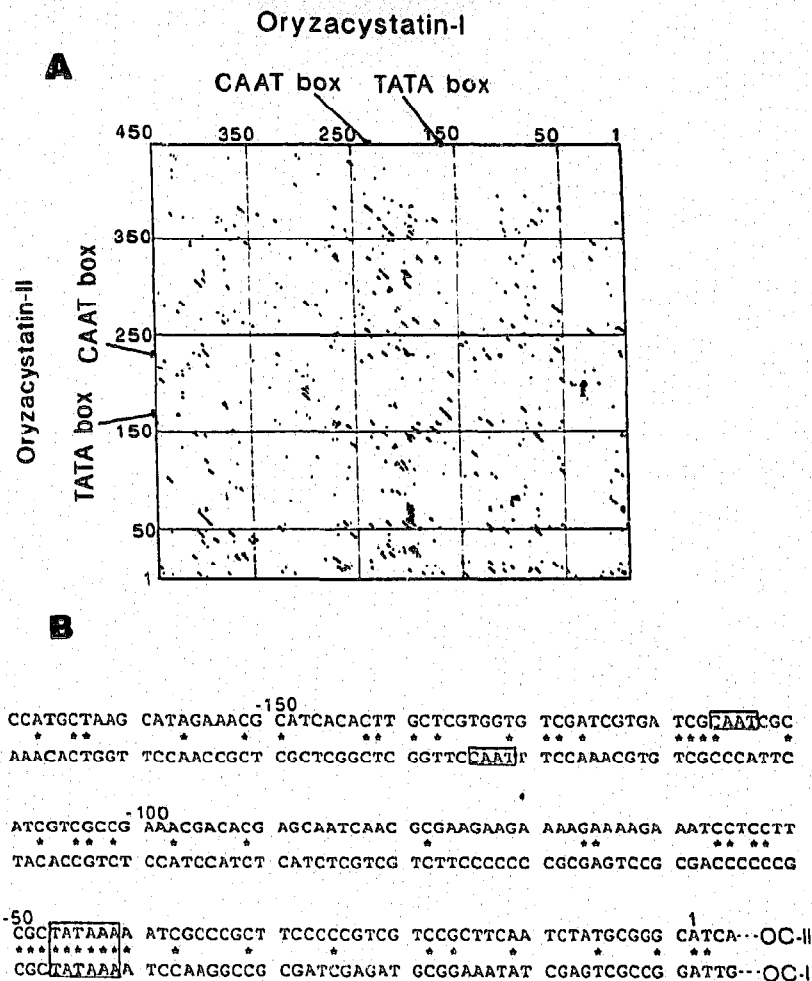 Oryzacystatin-I
A
CAAT box TATA box
450 350 250 150 50 1
350
250
150
50
1
Oryzacystatin-II
CAAT box
TATA box
B
-150
CCATGCTAAG CATAGAAACG CATCACACTT GCTCGTGGTG TCGATCGTGA TCGCAATCGC
* * * * * * * * * * * * * * * * * *
AAACACTGGT TCCAACCGCT CGCTCGGCTC GGTTCCAATT TCCAAACGTG TCGCCCATTC
-100
ATCGTCGCCG AAACGACACG AGCAATCAAC GCGAAGAAGA AAAGAAAAGA AATCCTCCTT
* * * * * * * * * * * * *
TACACCGTCT CCATCCATCT CATCTCGTCG TCTTCCCCCC CGCGAGTCCG CGACCCCCCG
-50 1
CGCTATAAAA ATCGCCCGCT TCCCCCGTCG TCCGCTTCAA TCTATGCGGG CATCA···OC-II
********** * * * * * * * * *
CGCTATAAAA TCCAAGGCCG CGATCGAGAT GCGGAAATAT CGAGTCGCCG GATTG···OC-I